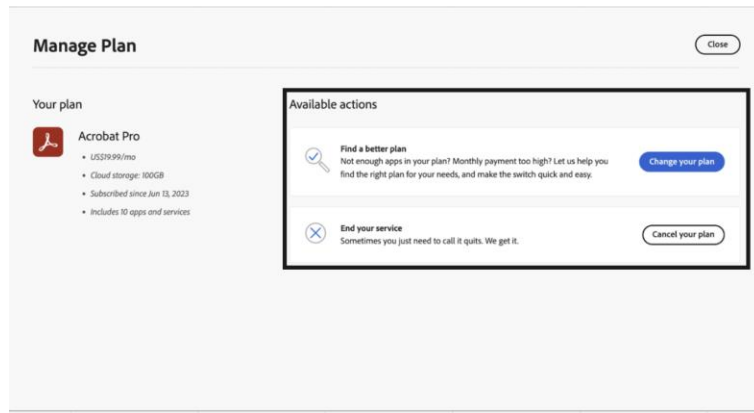 Manage Plan
Close
Your plan
Acrobat Pro
• US$19.99/mo
• Cloud storage: 100GB
• Subscribed since Jun 13, 2023
• Includes 10 apps and services
Available actions
Find a better plan
Not enough apps in your plan? Monthly payment too high? Let us help you
find the right plan for your needs, and make the switch quick and easy.
Change your plan
End your service
Sometimes you just need to call it quits. We get it.
Cancel your plan